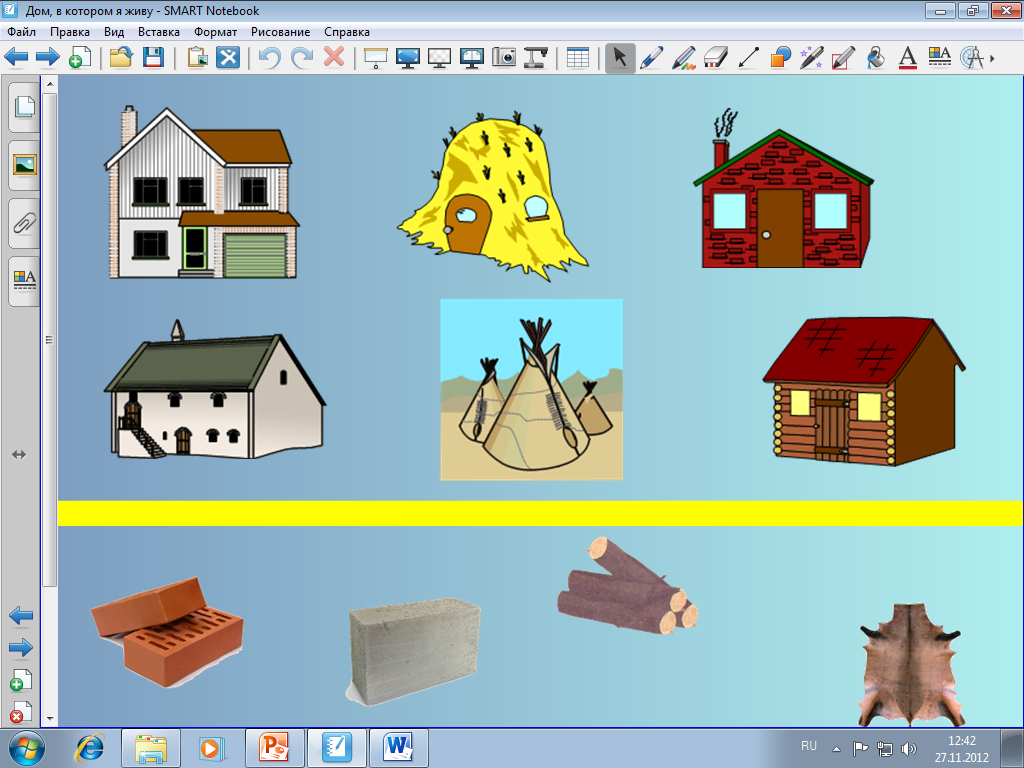 Дом, в котором я живу - SMART Notebook
Файл Правка Вид Вставка Формат Рисование Справка
RU
12:42
27.11.2012